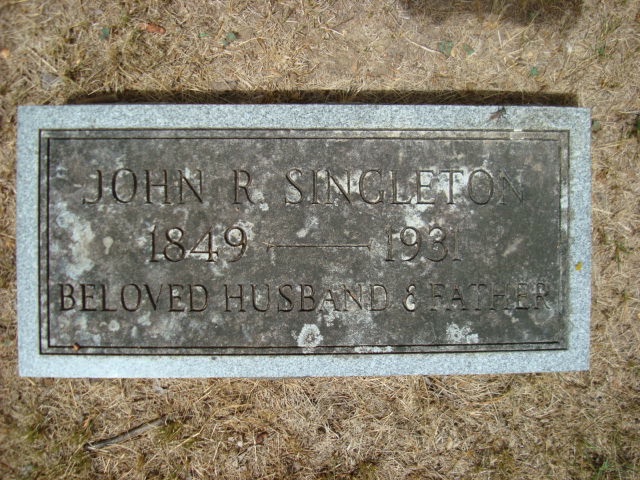 JOHN R. SINGLETON
1849 — 1931
BELOVED HUSBAND & FATHER